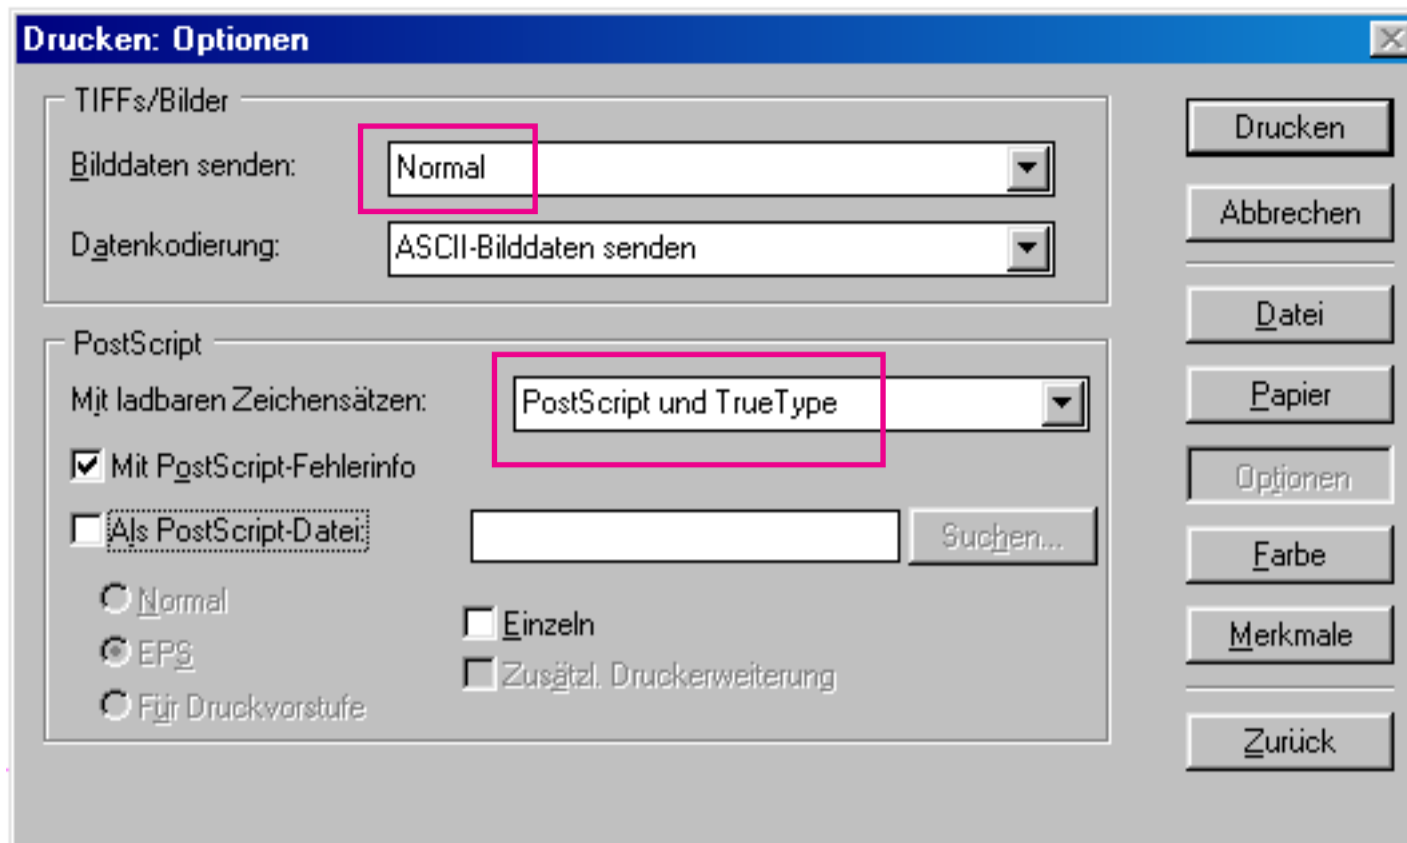 Drucken: Optionen
TIFFs/Bilder
Bilddaten senden: Normal
Datenkodierung: ASCII-Bilddaten senden
PostScript
Mit ladbaren Zeichensätzen: PostScript und TrueType
Mit PostScript-Fehlerinfo
Als PostScript-Datei: Suchen...
Normal
EPS
Für Druckvorstufe
Einzeln
Zusätzl. Druckerweiterung
Drucken
Abbrechen
Datei
Papier
Optionen
Farbe
Merkmale
Zurück